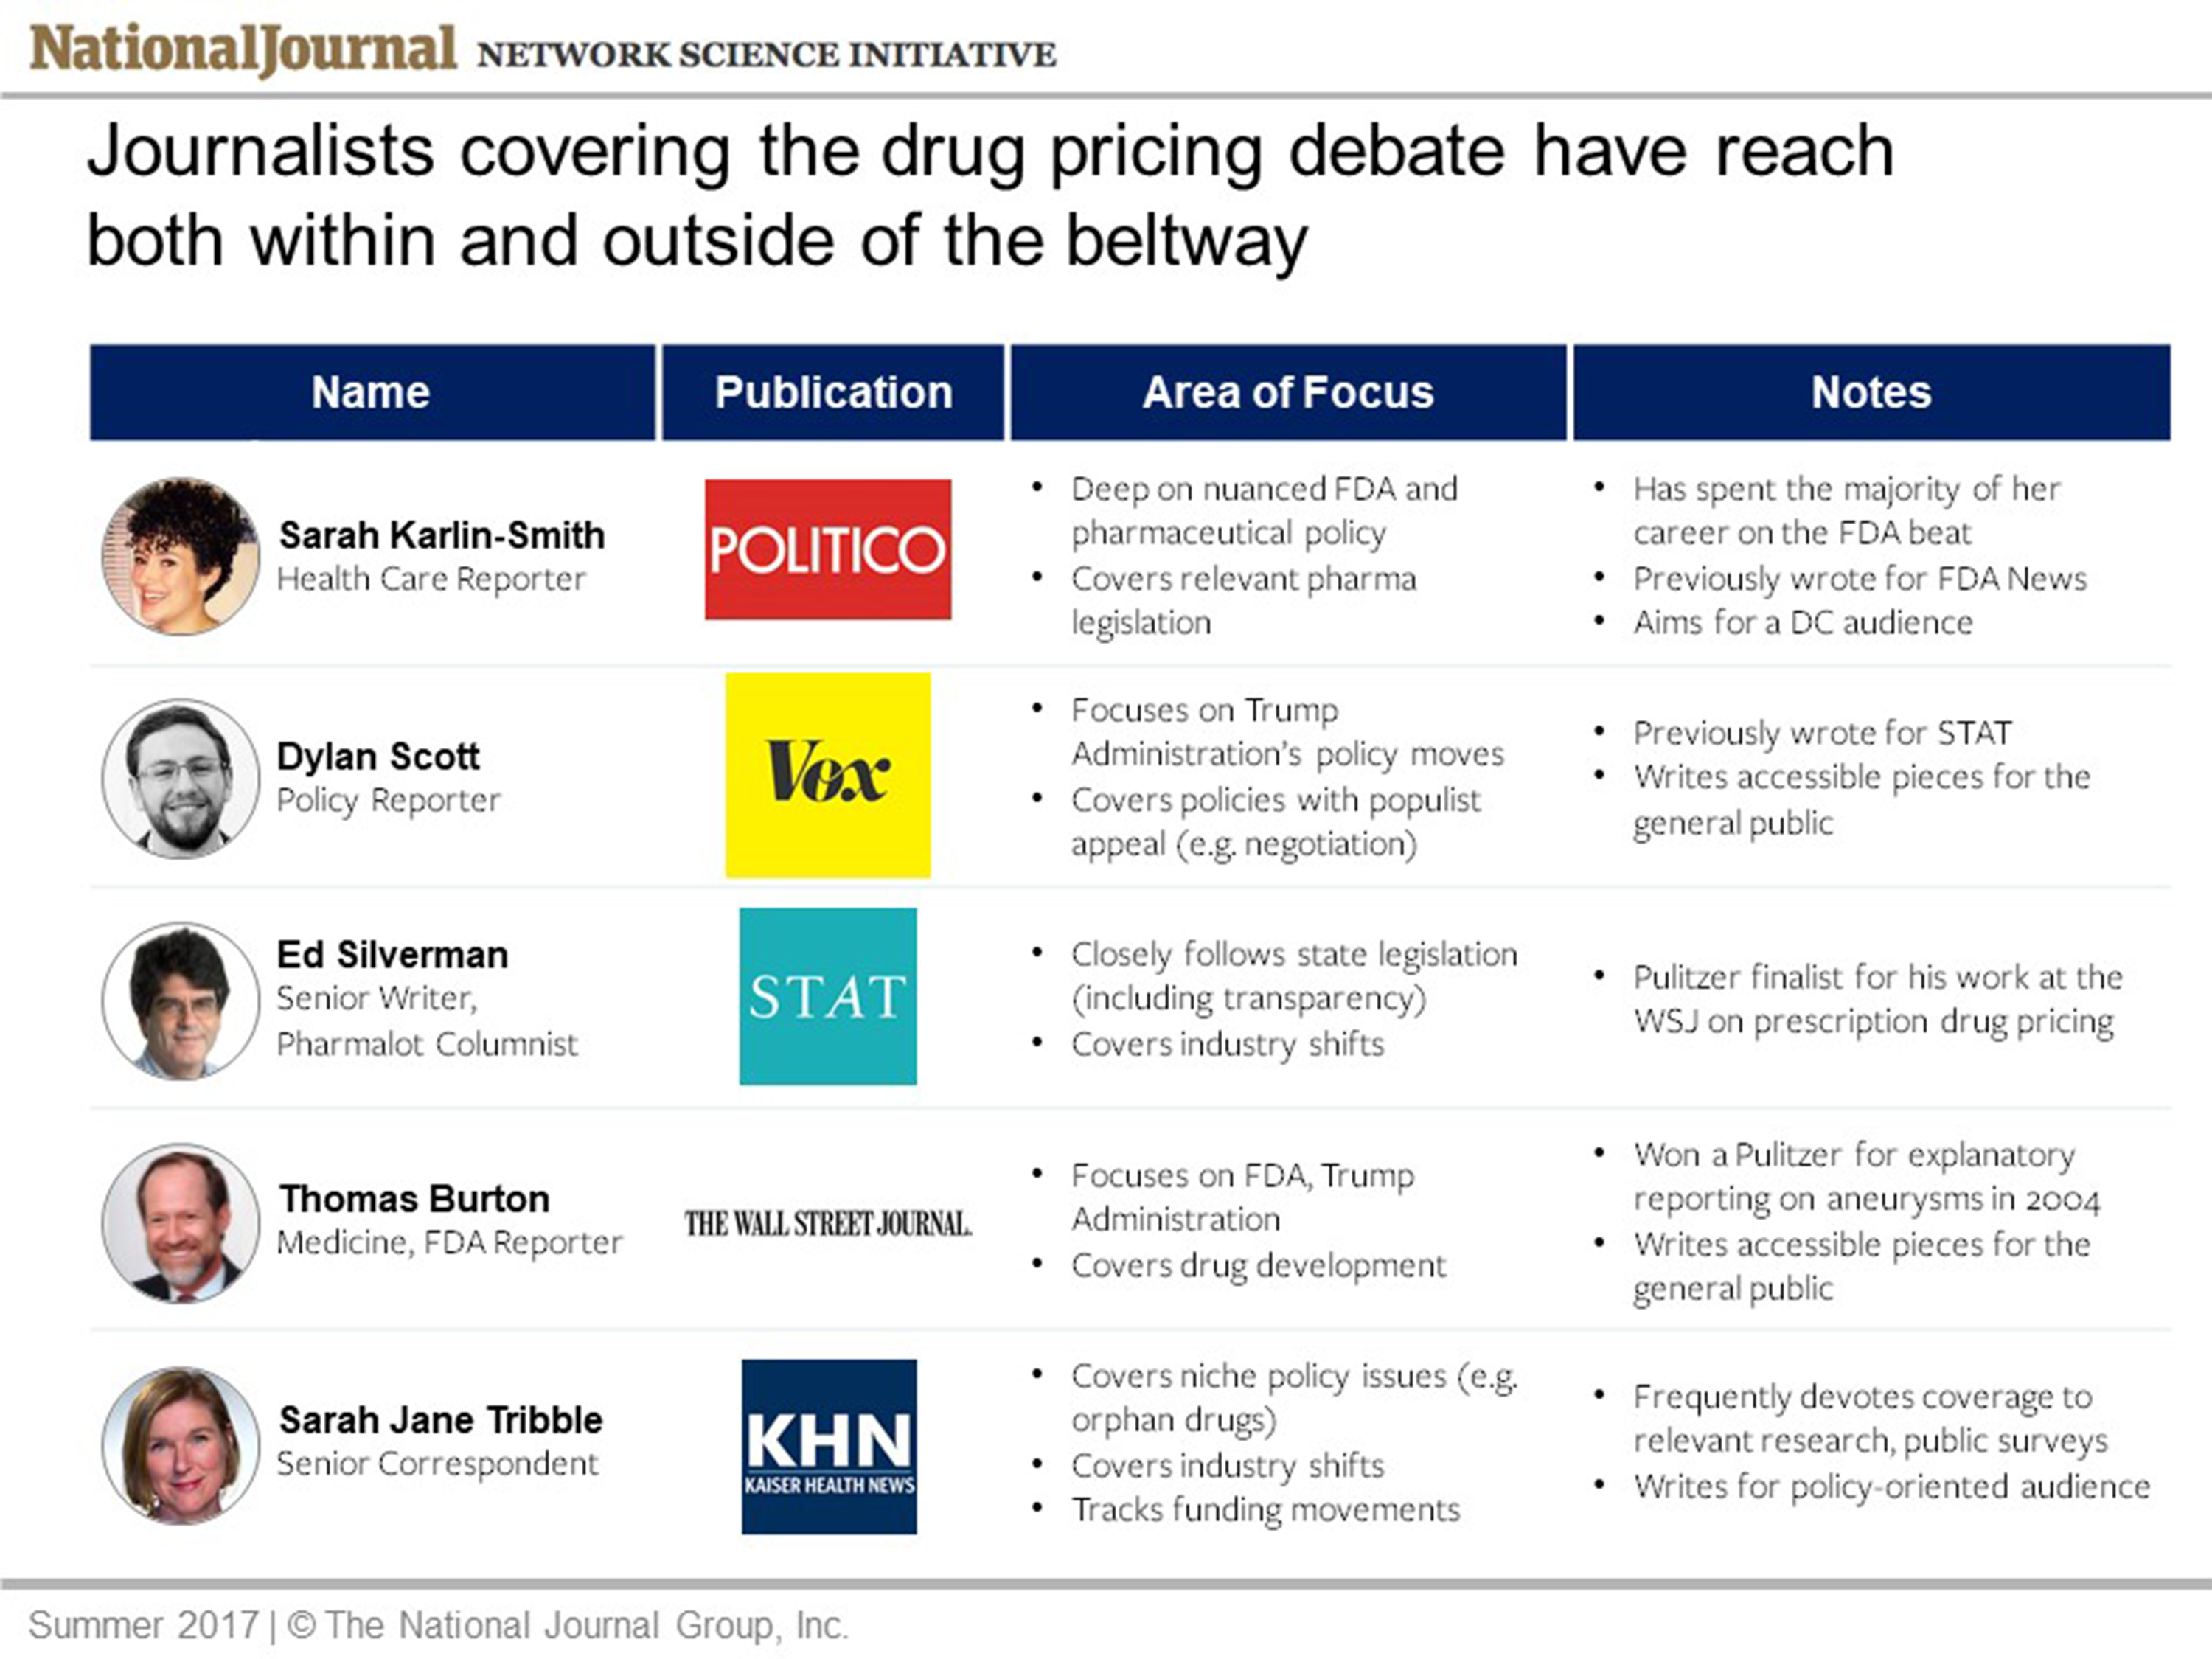 NationalJournal NETWORK SCIENCE INITIATIVE
Journalists covering the drug pricing debate have reach
both within and outside of the beltway
Name
Publication
Area of Focus
Notes
Sarah Karlin-Smith
Health Care Reporter
POLITICO
• Deep on nuanced FDA and
pharmaceutical policy
• Covers relevant pharma
legislation
• Has spent the majority of her
career on the FDA beat
• Previously wrote for FDA News
• Aims for a DC audience
Dylan Scott
Policy Reporter
Vox
• Focuses on Trump
Administration's policy moves
• Covers policies with populist
appeal (e.g. negotiation)
• Previously wrote for STAT
• Writes accessible pieces for the
general public
Ed Silverman
Senior Writer,
Pharmalot Columnist
STAT
• Closely follows state legislation
(including transparency)
• Covers industry shifts
• Pulitzer finalist for his work at the
WSJ on prescription drug pricing
Thomas Burton
Medicine, FDA Reporter
THE WALL STREET JOURNAL.
• Focuses on FDA, Trump
Administration
• Covers drug development
• Won a Pulitzer for explanatory
reporting on aneurysms in 2004
• Writes accessible pieces for the
general public
Sarah Jane Tribble
Senior Correspondent
KHN
KAISER HEALTH NEWS
• Covers niche policy issues (e.g.
orphan drugs)
• Covers industry shifts
• Tracks funding movements
• Frequently devotes coverage to
relevant research, public surveys
• Writes for policy-oriented audience
Summer 2017 | © The National Journal Group, Inc.